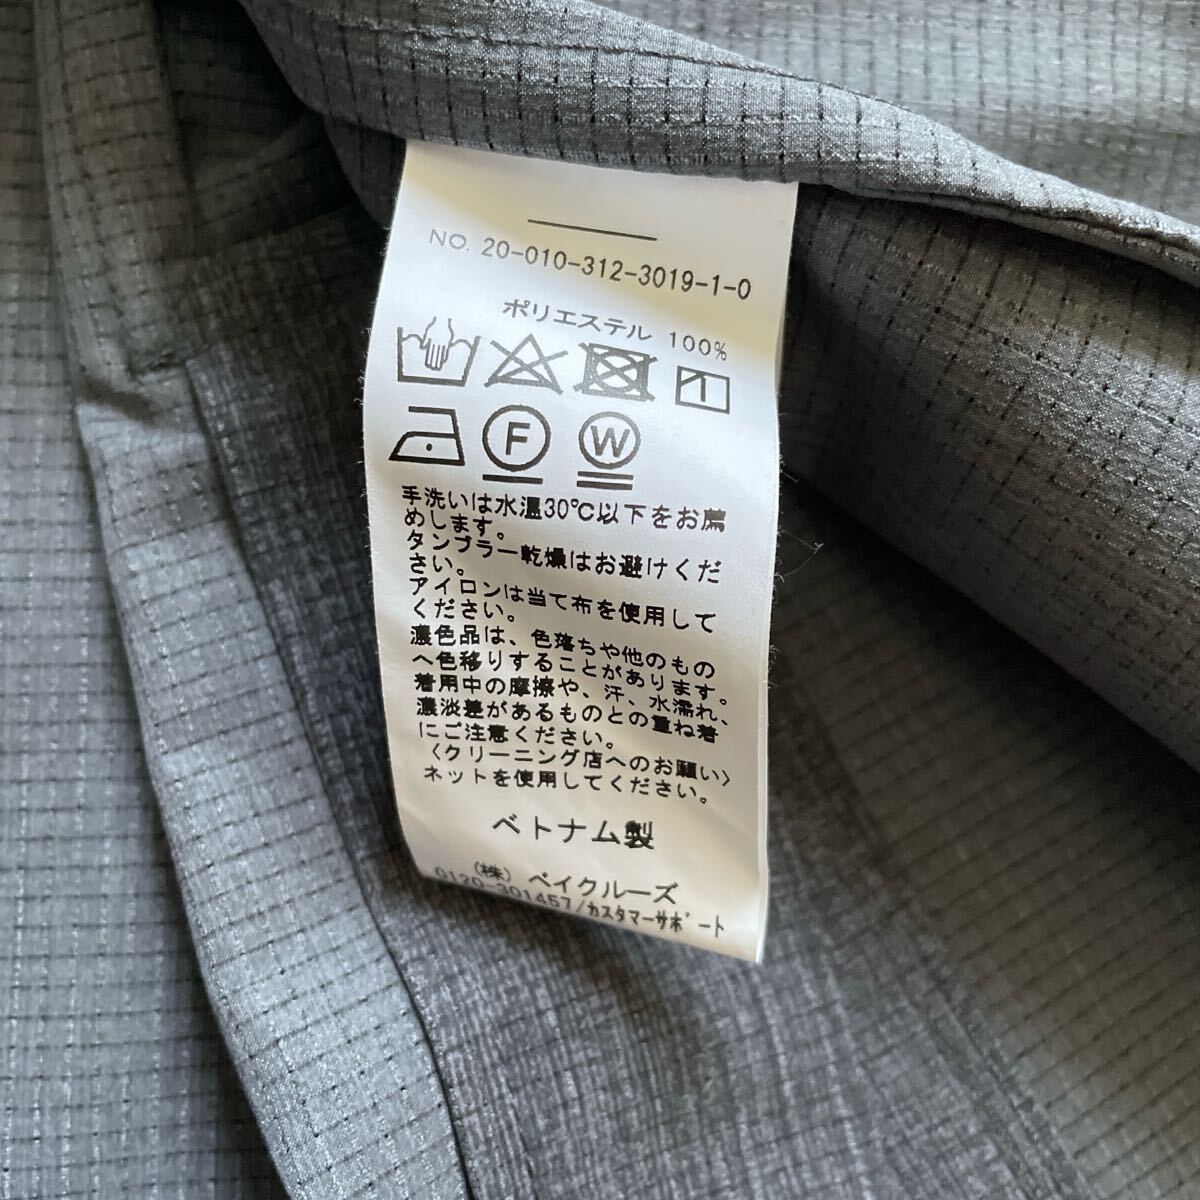 NO. 20-010-312-3019-1-0
ポリエステル 100%
F W
手洗いは水温30℃以下をお薦
めします。
タンブラー乾燥はお避けくだ
さい。
アイロンは当て布を使用して
ください。
濃色品は、色落ちや他のもの
へ色移りすることがあります。
着用中の摩擦や、汗、水濡れ、
濃淡差があるものとの重ね着
にご注意ください。
〈クリーニング店へのお願い〉
ネットを使用してください。
ベトナム製
(株) ベイクルーズ
0120-301457/カスタマーサポート